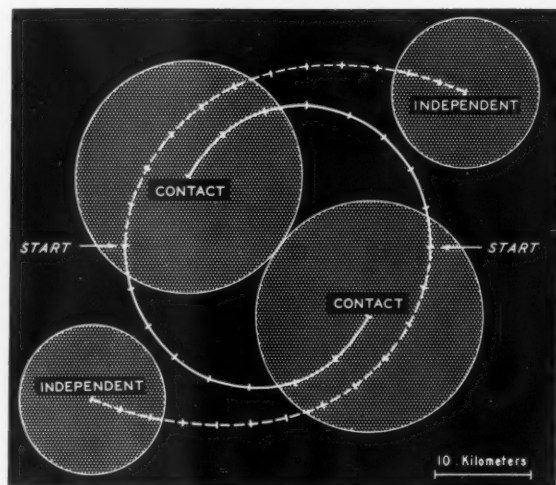 INDEPENDENT
CONTACT
START
START
CONTACT
INDEPENDENT
10 Kilometers